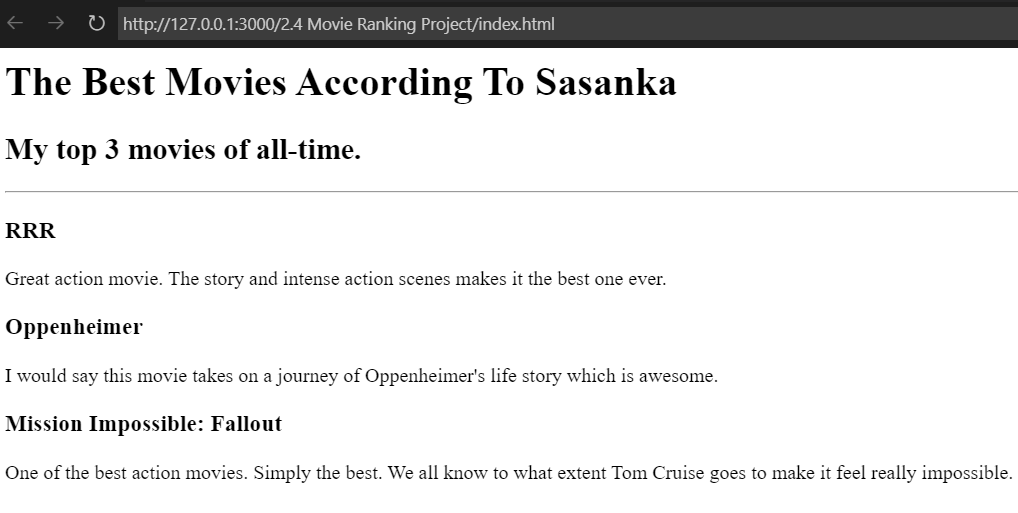 http://127.0.0.1:3000/2.4 Movie Ranking Project/index.html
The Best Movies According To Sasanka
My top 3 movies of all-time.
RRR
Great action movie. The story and intense action scenes makes it the best one ever.
Oppenheimer
I would say this movie takes on a journey of Oppenheimer's life story which is awesome.
Mission Impossible: Fallout
One of the best action movies. Simply the best. We all know to what extent Tom Cruise goes to make it feel really impossible.